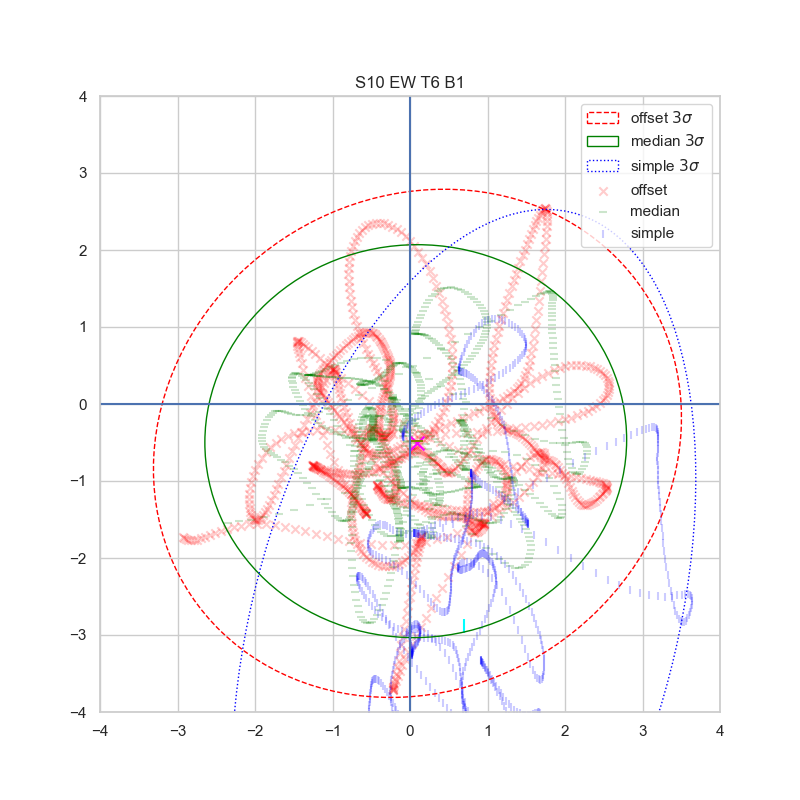 S10 EW T6 B1
offset 3σ
median 3σ
simple 3σ
offset
median
simple
4
3
2
1
0
−1
−2
−3
−4
−4 −3 −2 −1 0 1 2 3 4